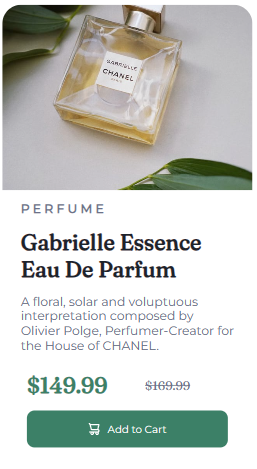 GABRIELLE
CHANEL
PARIS
PERFUME
Gabrielle Essence
Eau De Parfum
A floral, solar and voluptuous
interpretation composed by
Olivier Polge, Perfumer-Creator for
the House of CHANEL.
$149.99 $169.99
Add to Cart